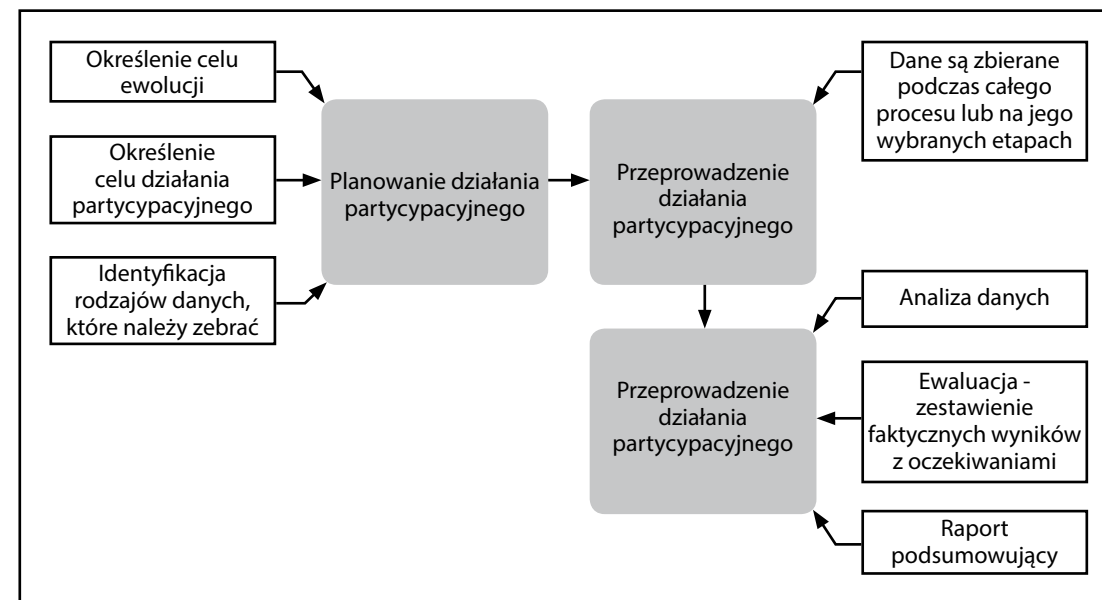 Określenie celu
ewolucji
Określenie
celu działania
partycypacyjnego
Identyfikacja
rodzajów danych,
które należy zebrać
Planowanie działania
partycypacyjnego
Przeprowadzenie
działania
partycypacyjnego
Dane są zbierane
podczas całego
procesu lub na jego
wybranych etapach
Przeprowadzenie
działania
partycypacyjnego
Analiza danych
Ewaluacja -
zestawienie
faktycznych wyników
z oczekiwaniami
Raport
podsumowujący